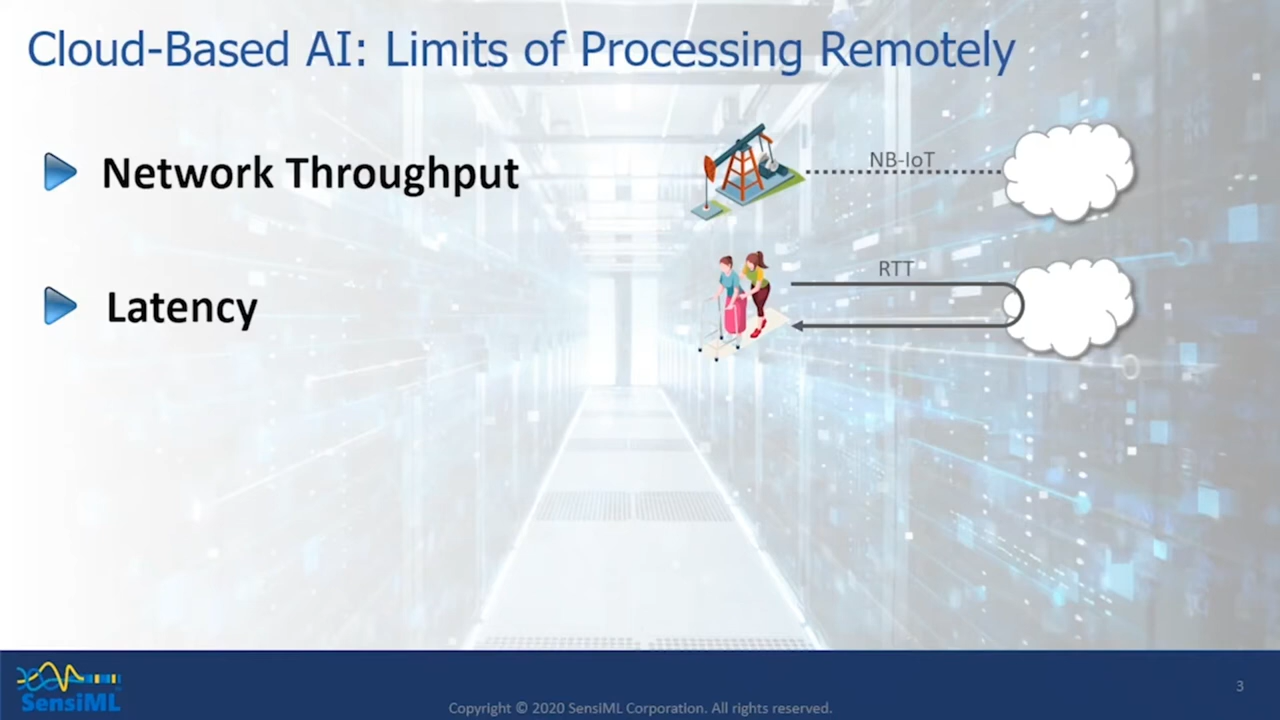 Cloud-Based AI: Limits of Processing Remotely
Network Throughput
NB-IoT
Latency
RTT
SensiML
Copyright © 2020 SensiML Corporation. All rights reserved.
3